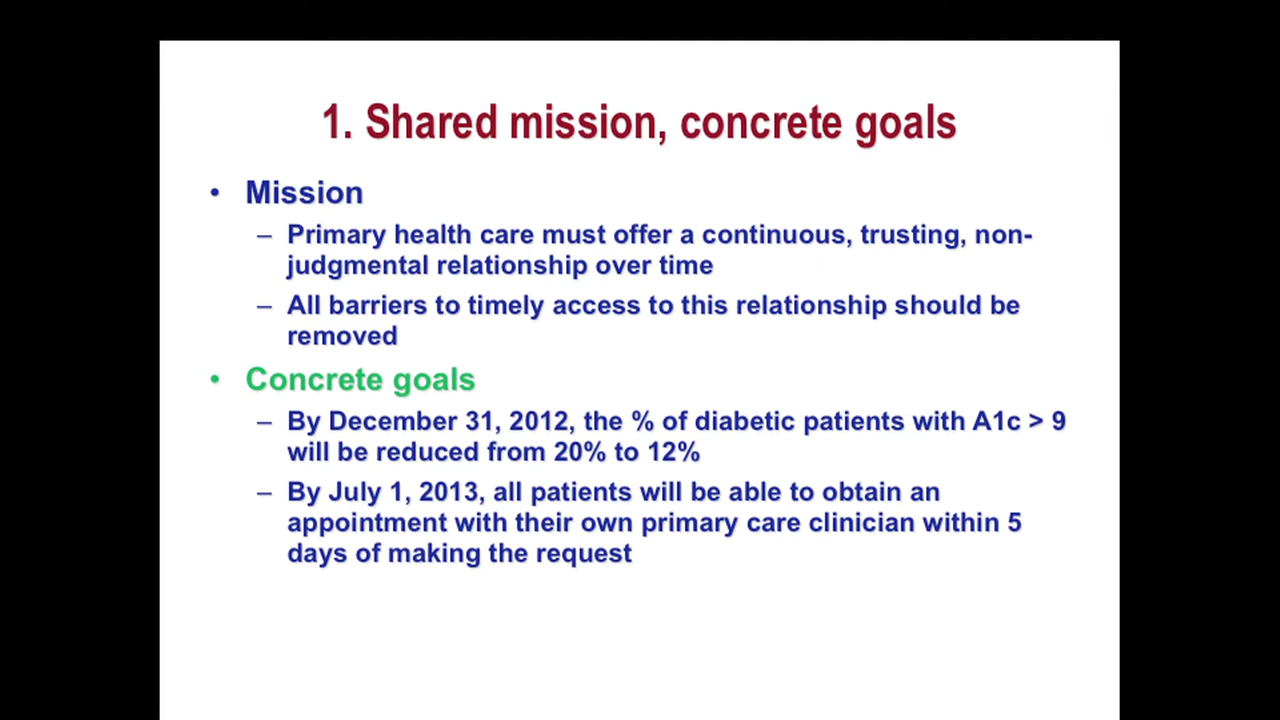 1. Shared mission, concrete goals
• Mission
– Primary health care must offer a continuous, trusting, non-
judgmental relationship over time
– All barriers to timely access to this relationship should be
removed
• Concrete goals
– By December 31, 2012, the % of diabetic patients with A1c > 9
will be reduced from 20% to 12%
– By July 1, 2013, all patients will be able to obtain an
appointment with their own primary care clinician within 5
days of making the request